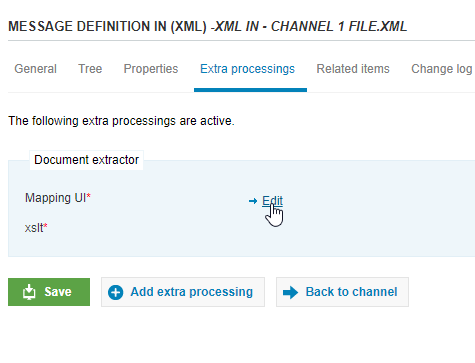 MESSAGE DEFINITION IN (XML) -XML IN - CHANNEL 1 FILE.XML
General Tree Properties Extra processings Related items Change log
The following extra processings are active.
Document extractor
Mapping UI* Edit
xslt*
Save Add extra processing Back to channel